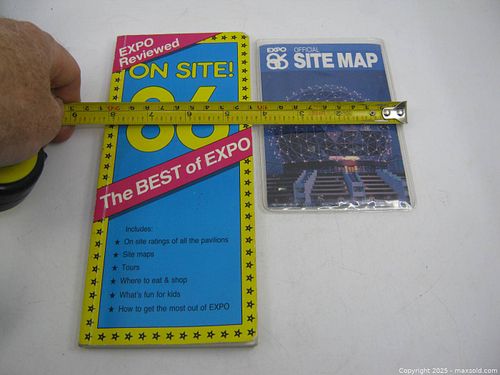 EXPO
Reviewed
ON SITE!
86
The BEST of EXPO
Includes:
★ On site ratings of all the pavilions
★ Site maps
★ Tours
★ Where to eat & shop
★ What's fun for kids
★ How to get the most out of EXPO
EXPO
86
OFFICIAL
SITE MAP
Copyright 2025 - maxsold.com